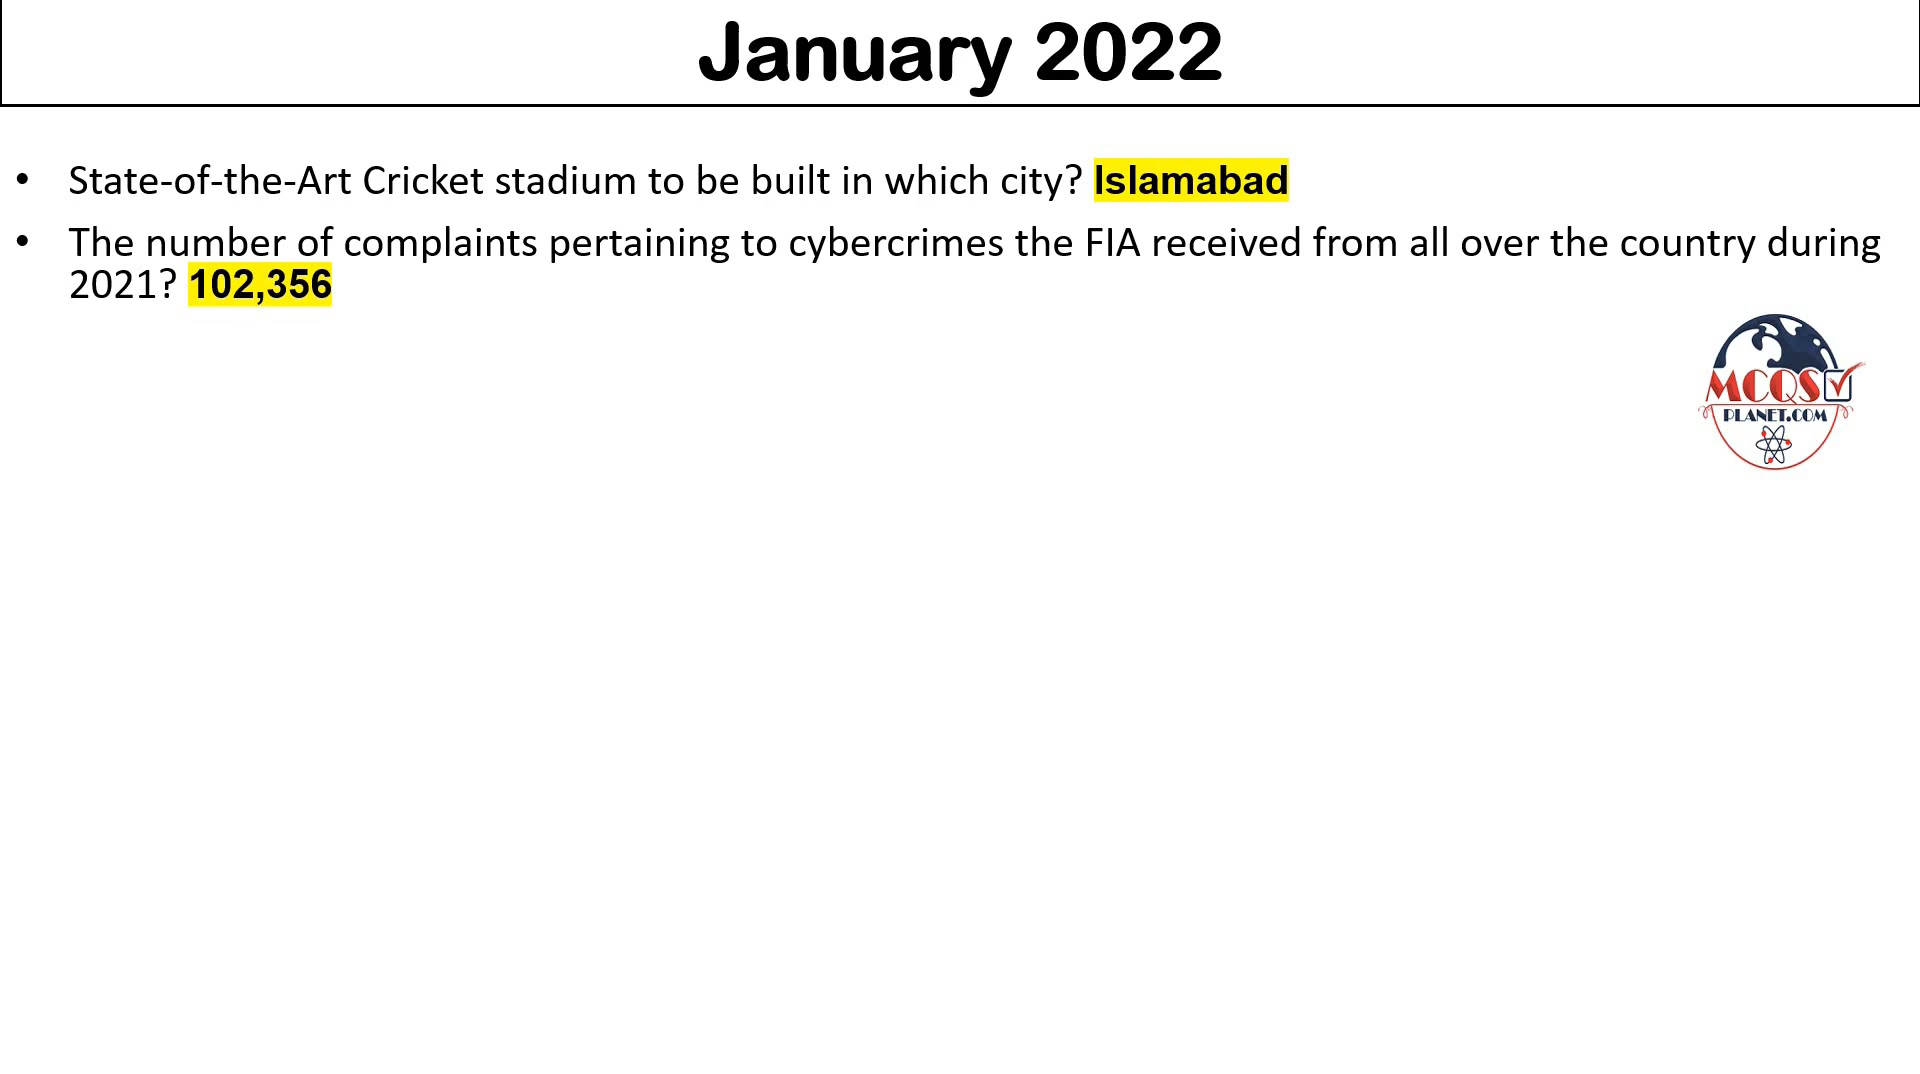 January 2022
• State-of-the-Art Cricket stadium to be built in which city? Islamabad
• The number of complaints pertaining to cybercrimes the FIA received from all over the country during
2021? 102,356
MCQS
PLANET.COM